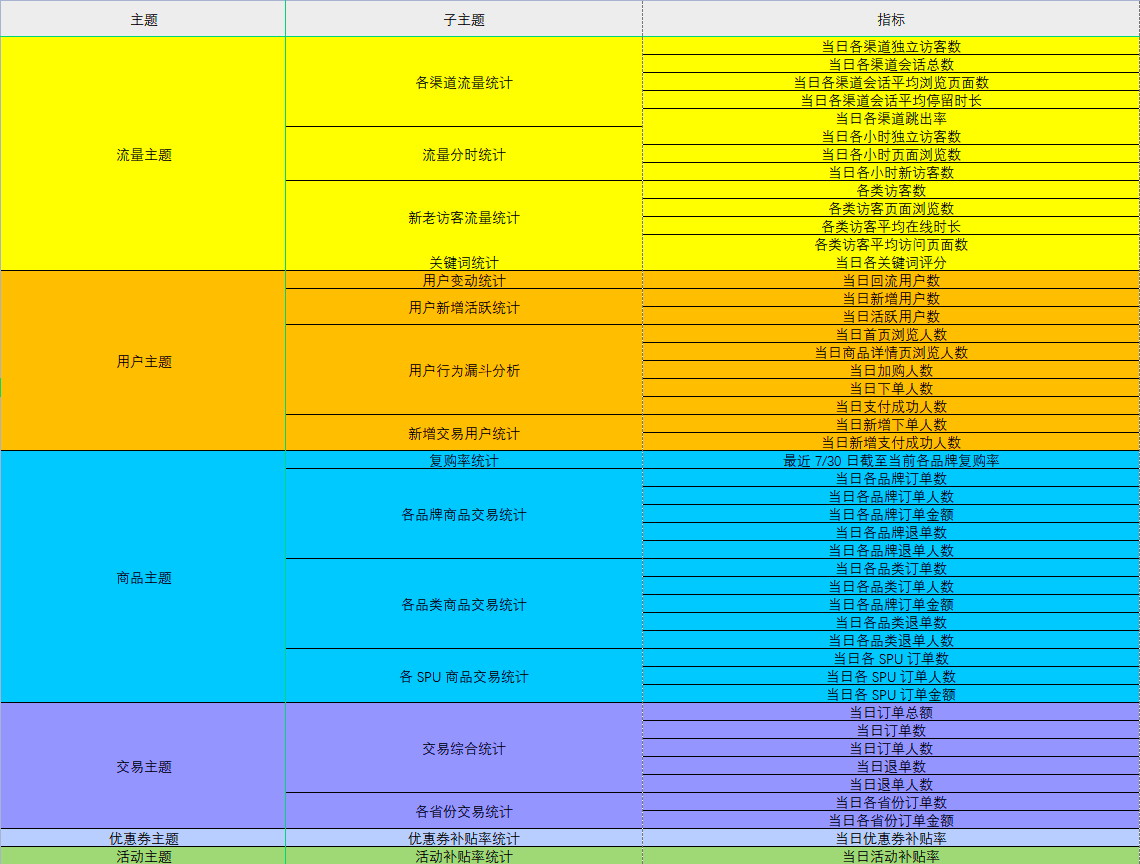 主题 子主题 指标
流量主题
各渠道流量统计
当日各渠道独立访客数
当日各渠道会话总数
当日各渠道会话平均浏览页面数
当日各渠道会话平均停留时长
当日各渠道跳出率
流量分时统计
当日各小时独立访客数
当日各小时页面浏览数
当日各小时新访客数
新老访客流量统计
各类访客数
各类访客页面浏览数
各类访客平均在线时长
各类访客平均访问页面数
关键词统计 当日各关键词评分
用户主题
用户变动统计 当日回流用户数
用户新增活跃统计
当日新增用户数
当日活跃用户数
用户行为漏斗分析
当日首页浏览人数
当日商品详情页浏览人数
当日加购人数
当日下单人数
当日支付成功人数
新增交易用户统计
当日新增下单人数
当日新增支付成功人数
商品主题
复购率统计 最近 7/30 日截至当前各品牌复购率
各品牌商品交易统计
当日各品牌订单数
当日各品牌订单人数
当日各品牌订单金额
当日各品牌退单数
当日各品牌退单人数
各品类商品交易统计
当日各品类订单数
当日各品类订单人数
当日各品牌订单金额
当日各品类退单数
当日各品类退单人数
各 SPU 商品交易统计
当日各 SPU 订单数
当日各 SPU 订单人数
当日各 SPU 订单金额
交易主题
交易综合统计
当日订单总额
当日订单数
当日订单人数
当日退单数
当日退单人数
各省份交易统计
当日各省份订单数
当日各省份订单金额
优惠券主题 优惠券补贴率统计 当日优惠券补贴率
活动主题 活动补贴率统计 当日活动补贴率